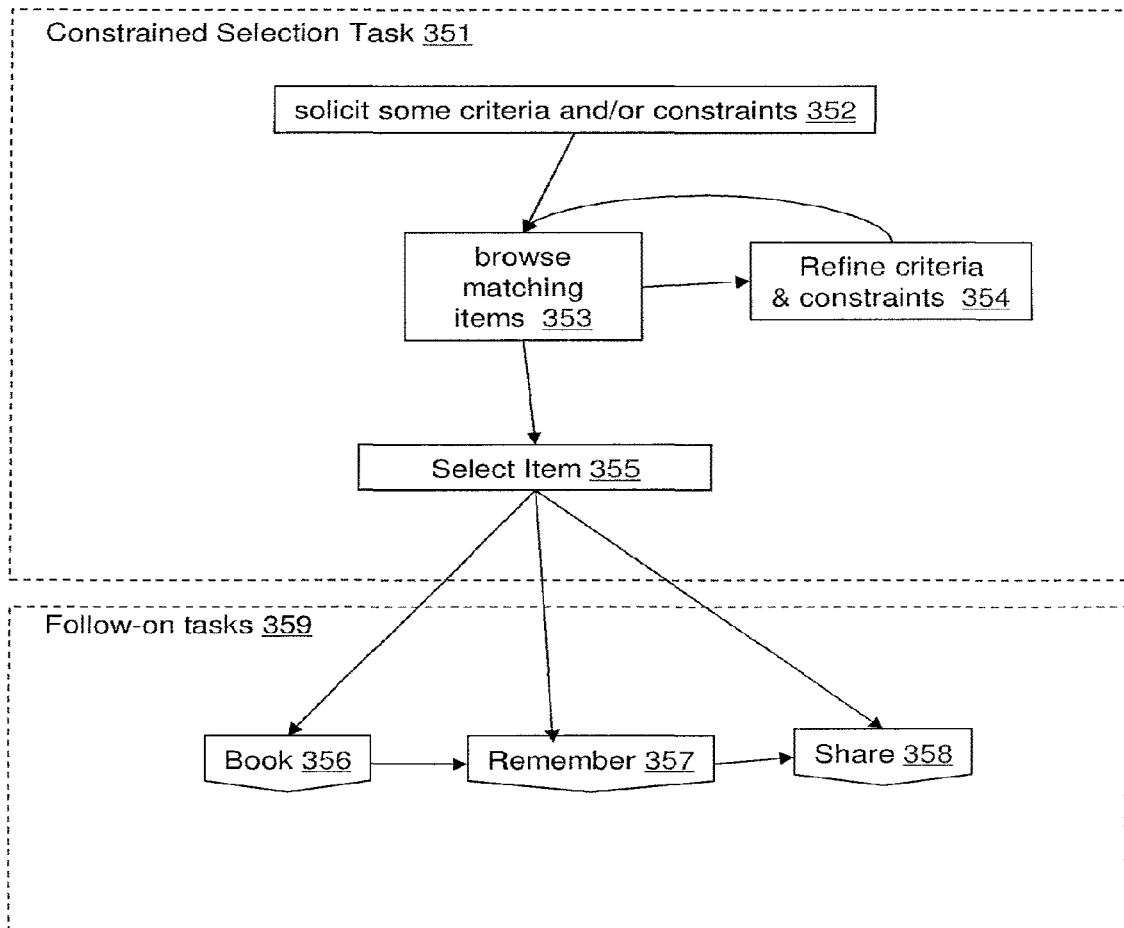 Constrained Selection Task 351
solicit some criteria and/or constraints 352
browse
matching
items 353
Refine criteria
& constraints 354
Select Item 355
Follow-on tasks 359
Book 356
Remember 357
Share 358